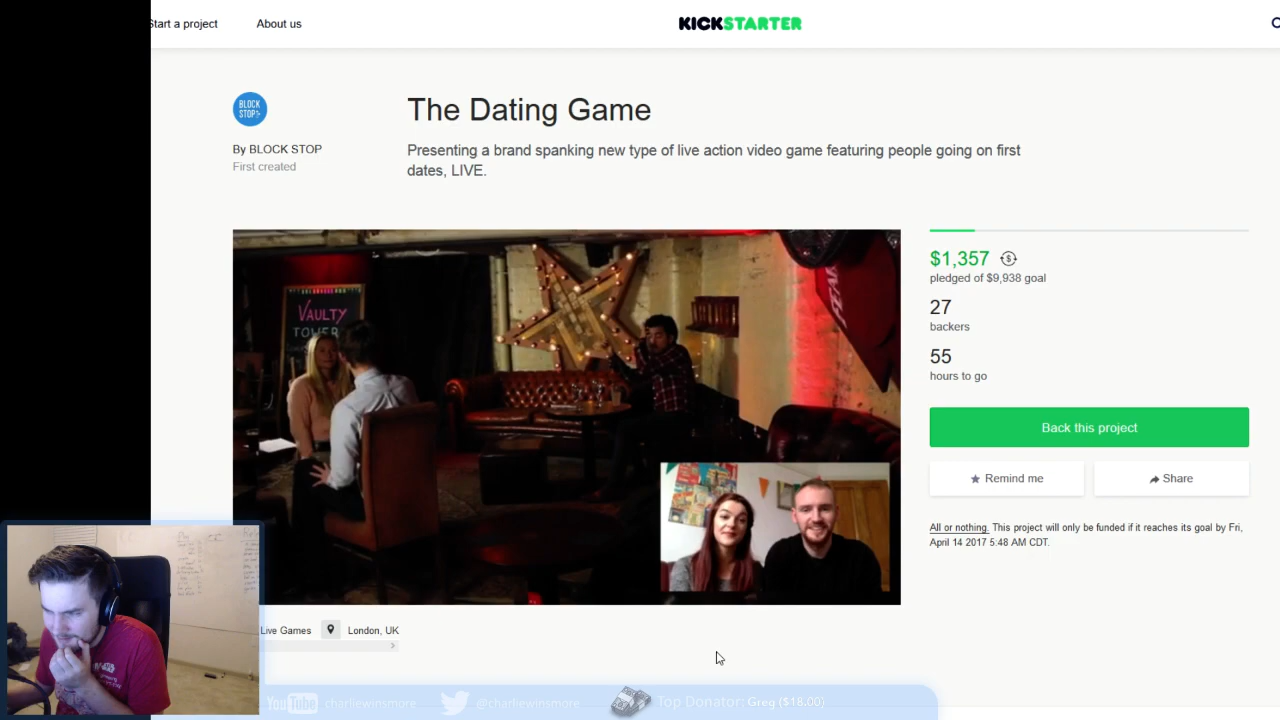 Start a project
About us
KICKSTARTER
BLOCK
STOP
The Dating Game
By BLOCK STOP
First created
Presenting a brand spanking new type of live action video game featuring people going on first
dates, LIVE.
VAULTY
TOWER
$1,357
pledged of $9,938 goal
27
backers
55
hours to go
Back this project
Remind me
Share
All or nothing. This project will only be funded if it reaches its goal by Fri,
April 14 2017 5:48 AM CDT.
Live Games
London, UK
YouTube charliewinsmore
@charliewinsmore
Top Donator: Greg ($18.00)